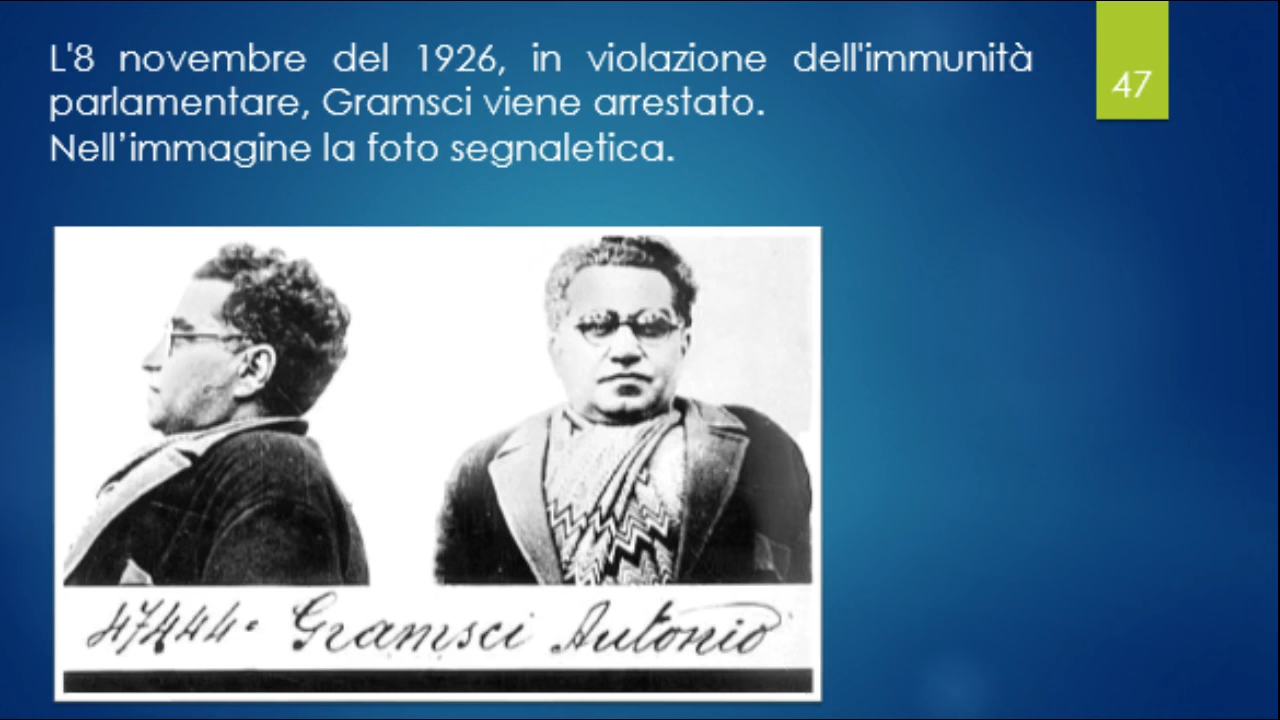 L'8 novembre del 1926, in violazione dell'immunità
parlamentare, Gramsci viene arrestato.
Nell’immagine la foto segnaletica.
47
47444· Gramsci Antonio